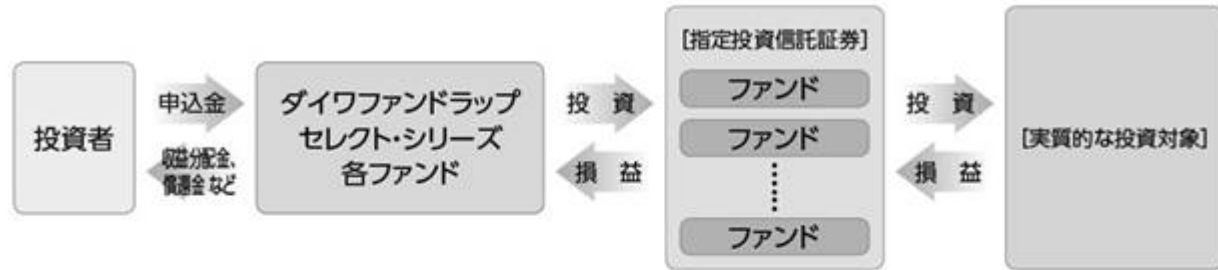 投資者
申込金
収益分配金、
償還金 など
ダイワファンドラップ
セレクト・シリーズ
各ファンド
投 資
損 益
[指定投資信託証券]
ファンド
ファンド
ファンド
投 資
損 益
[実質的な投資対象]